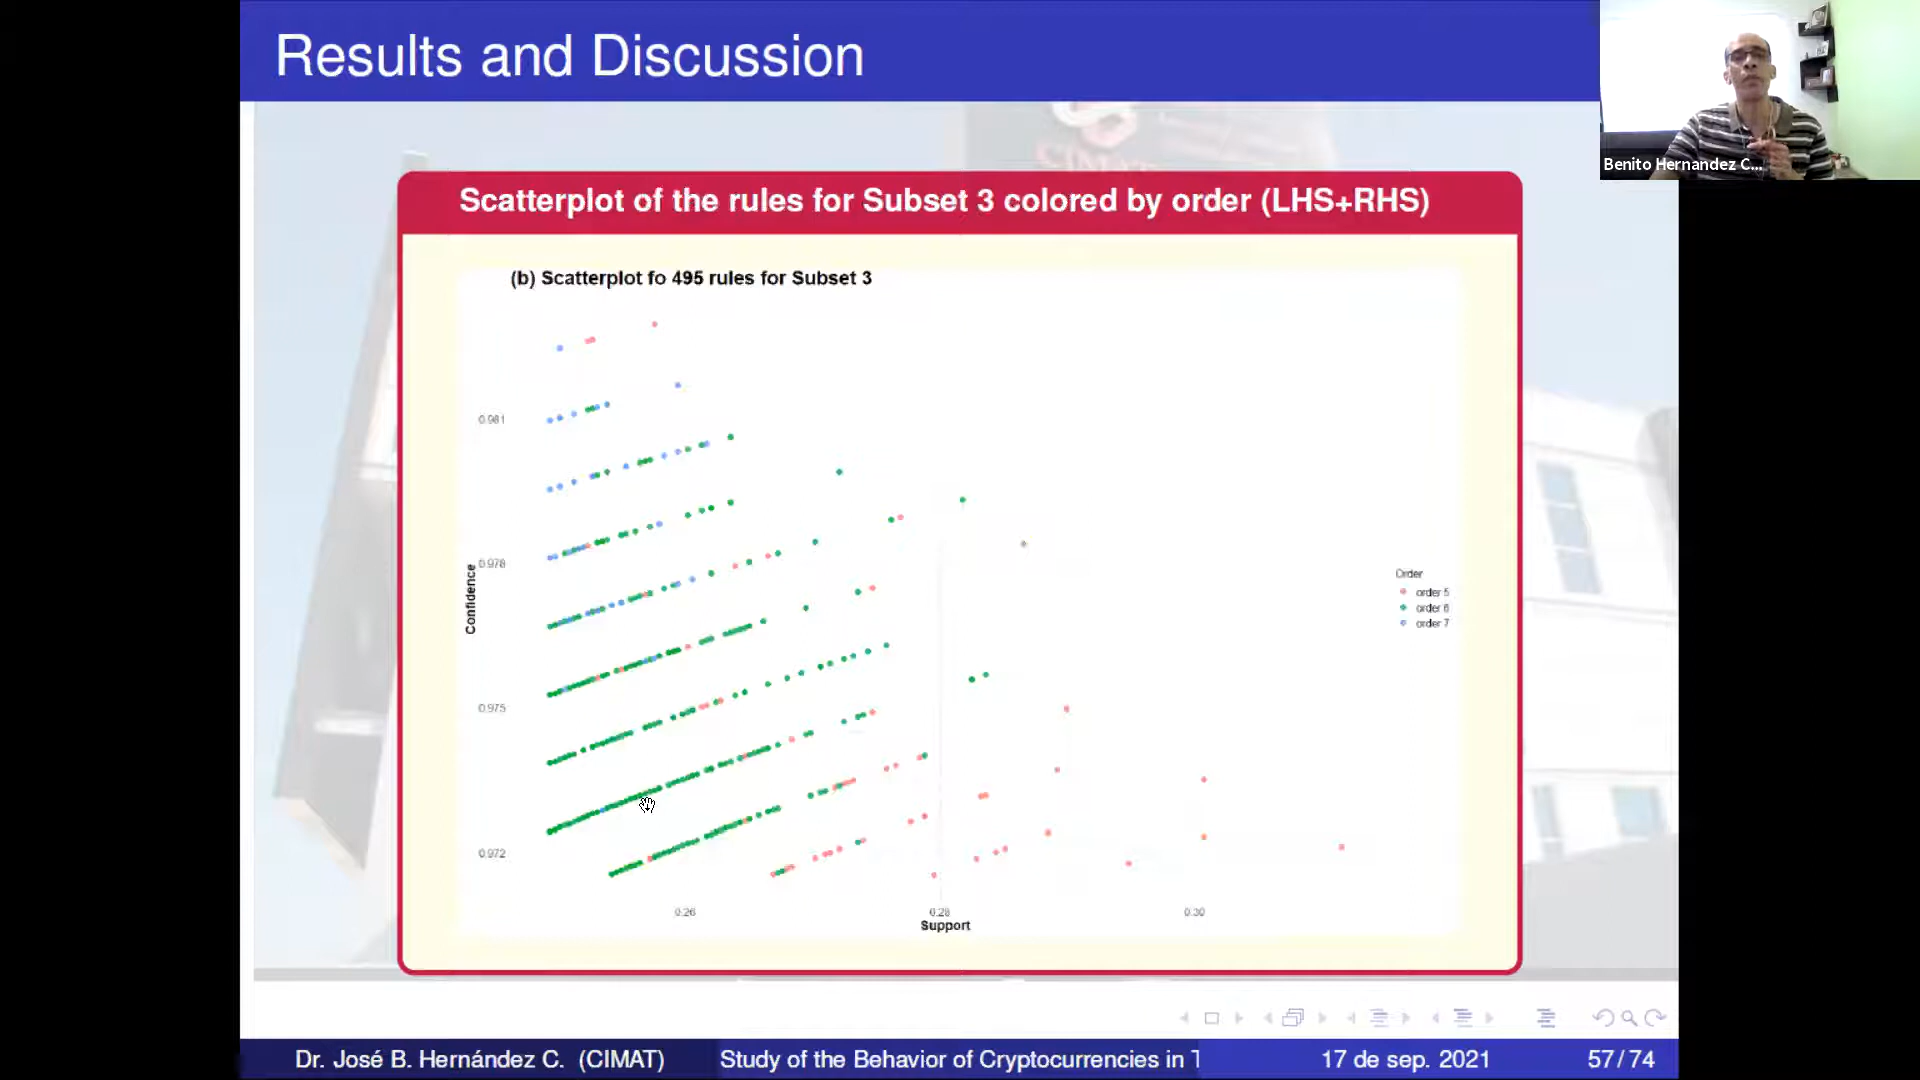 Results and Discussion
Benito Hernandez C...
CIMAT
Scatterplot of the rules for Subset 3 colored by order (LHS+RHS)
(b) Scatterplot fo 495 rules for Subset 3
0.981
0.978
0.975
0.972
Confidence
0.26
0.28
0.30
Support
Order
order 5
order 6
order 7
Dr. José B. Hernández C. (CIMAT)
Study of the Behavior of Cryptocurrencies in T
17 de sep. 2021
57/74